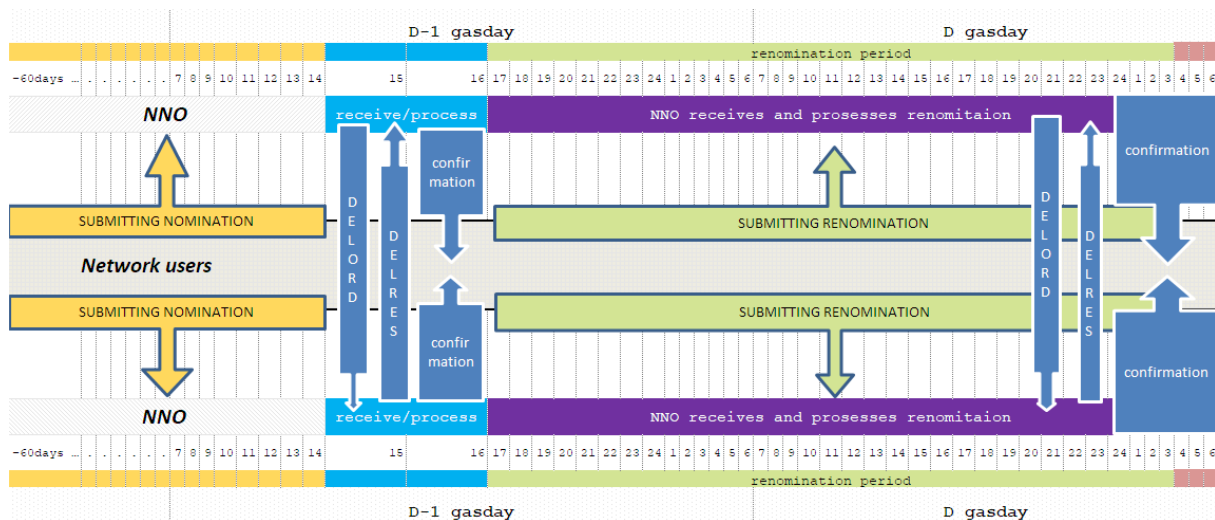 D-1 gasday D gasday
renomination period
-60days ... . . . . . . 7 8 9 10 11 12 13 14 15 16 17 18 19 20 21 22 23 24 1 2 3 4 5 6 7 8 9 10 11 12 13 14 15 16 17 18 19 20 21 22 23 24 1 2 3 4 5 6
NNO receive/process NNO receives and prosesses renomitaion
confir
mation
confirmation
DELORD
DELRES
DELORD
DELRES
SUBMITTING NOMINATION SUBMITTING RENOMINATION
Network users
SUBMITTING NOMINATION SUBMITTING RENOMINATION
confir
mation
confirmation
NNO receive/process NNO receives and prosesses renomitaion
-60days ... . . . . . . 7 8 9 10 11 12 13 14 15 16 17 18 19 20 21 22 23 24 1 2 3 4 5 6 7 8 9 10 11 12 13 14 15 16 17 18 19 20 21 22 23 24 1 2 3 4 5 6
renomination period
D-1 gasday D gasday